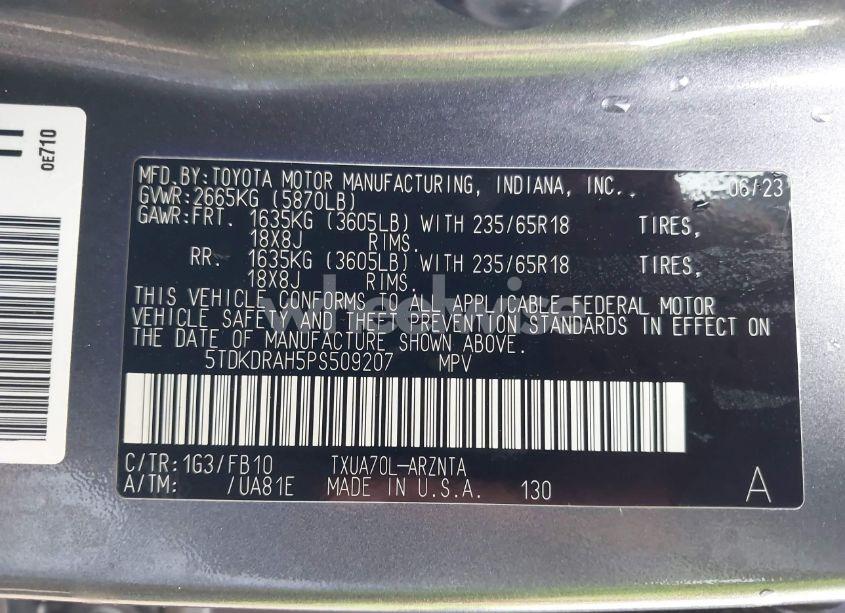 0E710
MFD.BY:TOYOTA MOTOR MANUFACTURING, INDIANA, INC. 06/23
GVWR:2665KG (5870LB)
GAWR:FRT. 1635KG (3605LB) WITH 235/65R18 TIRES,
18X8J RIMS.
RR. 1635KG (3605LB) WITH 235/65R18 TIRES,
18X8J RIMS.
THIS VEHICLE CONFORMS TO ALL APPLICABLE FEDERAL MOTOR
VEHICLE SAFETY AND THEFT PREVENTION STANDARDS IN EFFECT ON
THE DATE OF MANUFACTURE SHOWN ABOVE.
5TDKDRAH5PS509207 MPV
C/TR:1G3/FB10 TXUA70L-ARZNTA
A/TM: /UA81E MADE IN U.S.A. 130 A
wheelwise